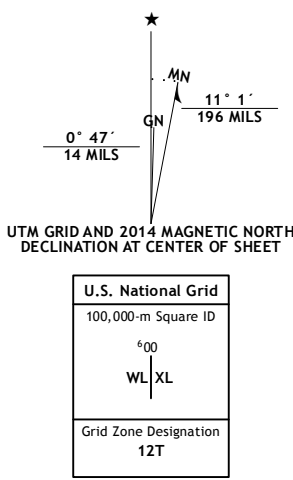 ★
MN
GN
11° 1´
196 MILS
0° 47´
14 MILS
UTM GRID AND 2014 MAGNETIC NORTH
DECLINATION AT CENTER OF SHEET
U.S. National Grid
100,000-m Square ID
⁶00
WL XL
Grid Zone Designation
12T